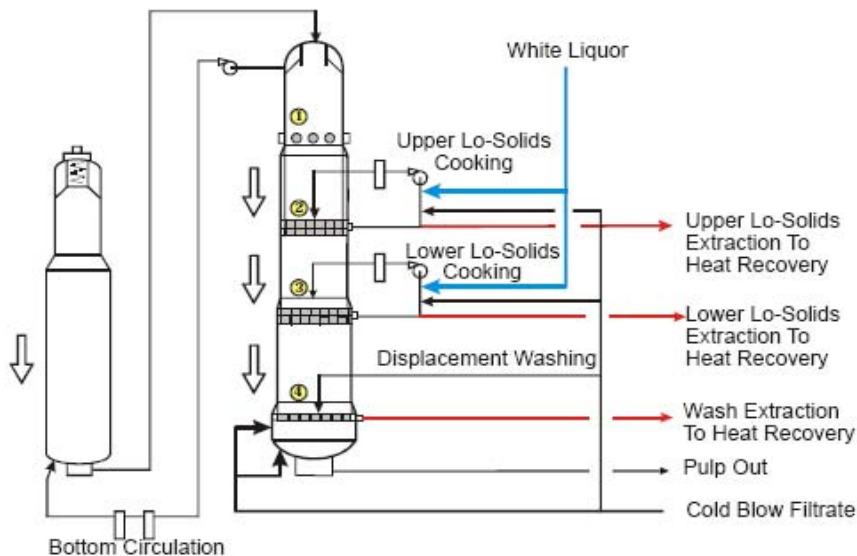 White Liquor
①
Upper Lo-Solids
Cooking
②
Upper Lo-Solids
Extraction To
Heat Recovery
Lower Lo-Solids
Cooking
③
Lower Lo-Solids
Extraction To
Heat Recovery
Displacement Washing
④
Wash Extraction
To Heat Recovery
Pulp Out
Cold Blow Filtrate
Bottom Circulation